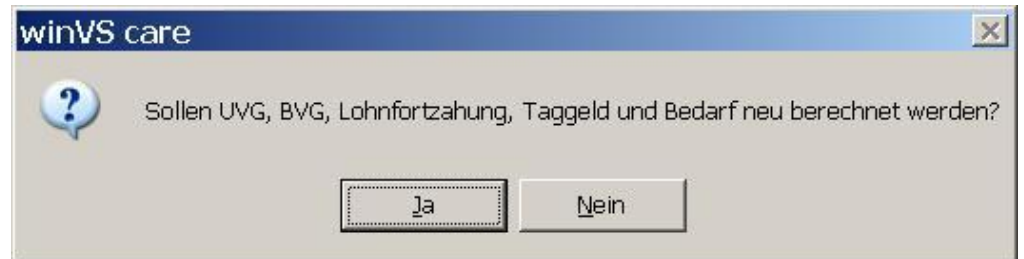 winVS care
Sollen UVG, BVG, Lohnfortzahung, Taggeld und Bedarf neu berechnet werden?
Ja
Nein